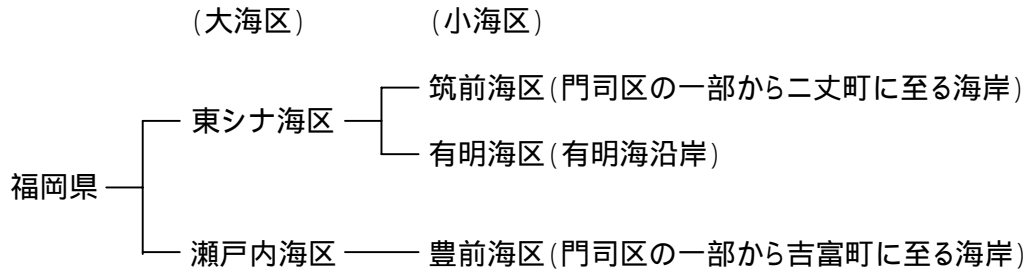 (大海区) (小海区)
筑前海区(門司区の一部から二丈町に至る海岸)
東シナ海区
有明海区(有明海沿岸)
福岡県
瀬戸内海区 豊前海区(門司区の一部から吉富町に至る海岸)